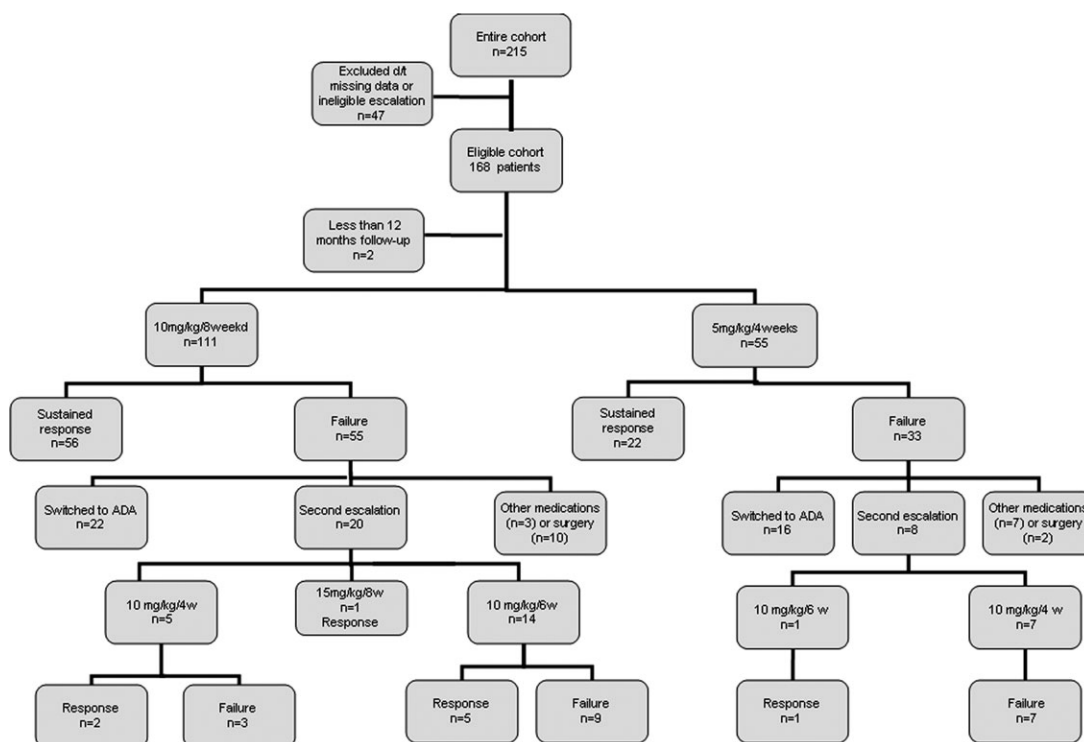 Entire cohort
n=215
Excluded d/t
missing data or
ineligible escalation
n=47
Eligible cohort
168 patients
Less than 12
months follow-up
n=2
10mg/kg/8weekd
n=111
5mg/kg/4weeks
n=55
Sustained
response
n=56
Failure
n=55
Sustained
response
n=22
Failure
n=33
Switched to ADA
n=22
Second escalation
n=20
Other medications
(n=3) or surgery
(n=10)
Switched to ADA
n=16
Second escalation
n=8
Other medications
(n=7) or surgery
(n=2)
10 mg/kg/4w
n=5
15mg/kg/8w
n=1
Response
10 mg/kg/6w
n=14
10 mg/kg/6 w
n=1
10 mg/kg/4 w
n=7
Response
n=2
Failure
n=3
Response
n=5
Failure
n=9
Response
n=1
Failure
n=7